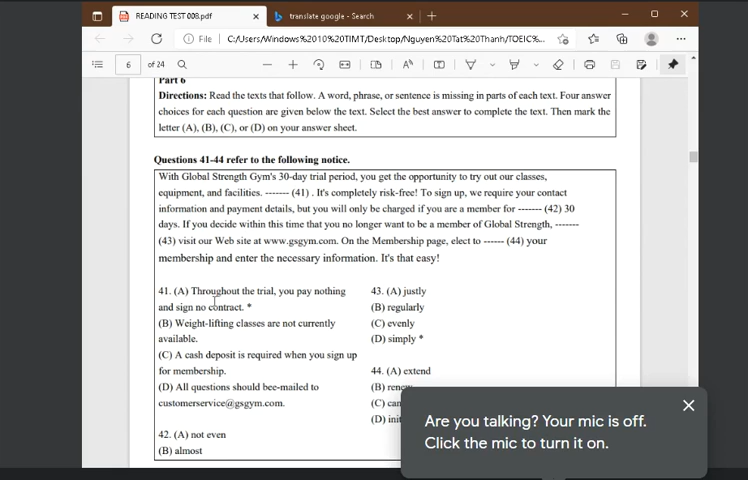 READING TEST 008.pdf
translate google - Search
File
C:/Users/Windows%2010%20TIMT/Desktop/Nguyen%20Tat%20Thanh/TOEIC%...
6
of 24
Part 6
Directions: Read the texts that follow. A word, phrase, or sentence is missing in parts of each text. Four answer
choices for each question are given below the text. Select the best answer to complete the text. Then mark the
letter (A), (B), (C), or (D) on your answer sheet.
Questions 41-44 refer to the following notice.
With Global Strength Gym's 30-day trial period, you get the opportunity to try out our classes,
equipment, and facilities. ------- (41) . It's completely risk-free! To sign up, we require your contact
information and payment details, but you will only be charged if you are a member for ------- (42) 30
days. If you decide within this time that you no longer want to be a member of Global Strength, -------
(43) visit our Web site at www.gsgym.com. On the Membership page, elect to ------ (44) your
membership and enter the necessary information. It's that easy!
41. (A) Throughout the trial, you pay nothing
and sign no contract. *
(B) Weight-lifting classes are not currently
available.
(C) A cash deposit is required when you sign up
for membership.
(D) All questions should bee-mailed to
customerservice@gsgym.com.
42. (A) not even
(B) almost
43. (A) justly
(B) regularly
(C) evenly
(D) simply *
44. (A) extend
(B)
(C)
(D)
Are you talking? Your mic is off.
Click the mic to turn it on.